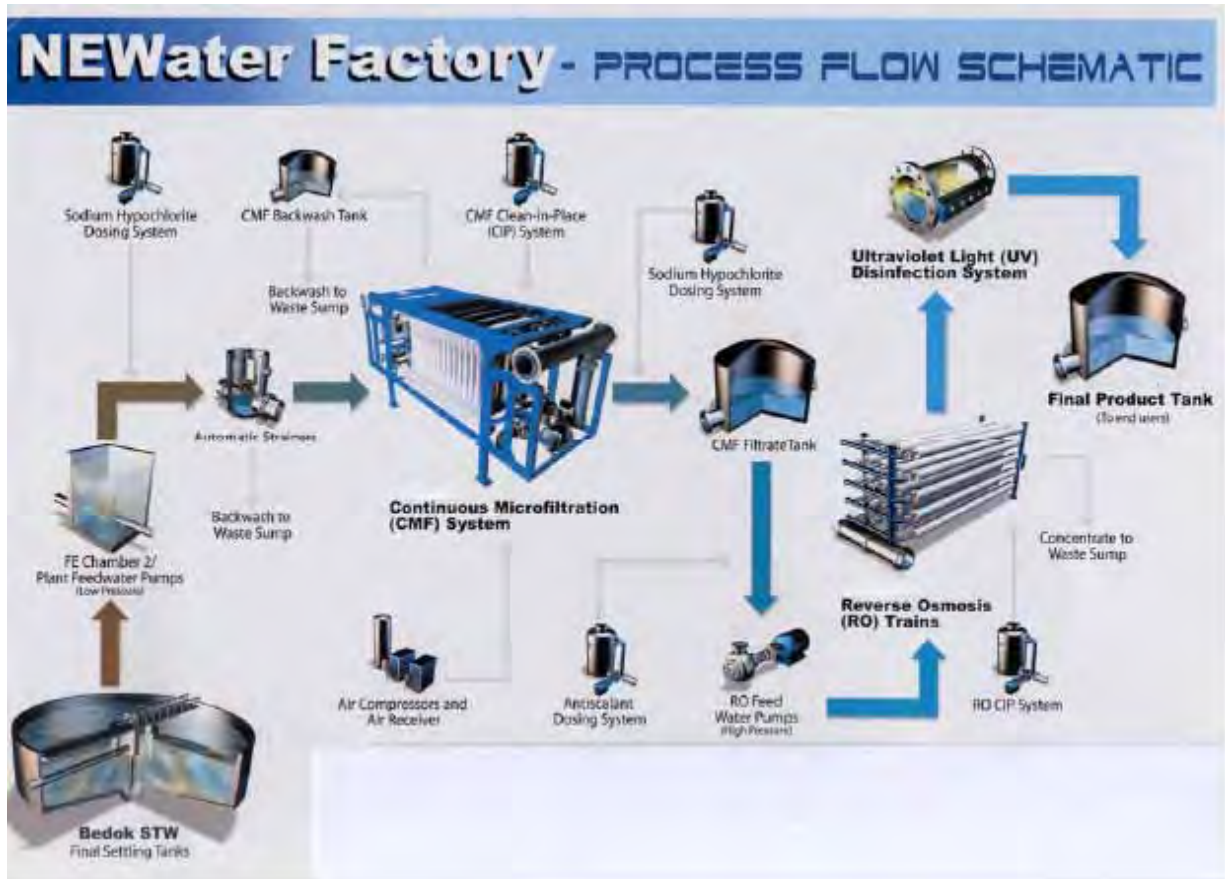 NEWater Factory - PROCESS FLOW SCHEMATIC
Sodium Hypochlorite
Dosing System
CMF Backwash Tank
CMF Clean-in-Place
(CIP) System
Sodium Hypochlorite
Dosing System
Ultraviolet Light (UV)
Disinfection System
Backwash to
Waste Sump
Final Product Tank
(To end users)
Automatic Strainers
CMF Filtrate Tank
Continuous Microfiltration
(CMF) System
Backwash to
Waste Sump
Concentrate to
Waste Sump
FE Chamber 2/
Plant Feedwater Pumps
(Low Pressure)
Reverse Osmosis
(RO) Trains
Air Compressors and
Air Receiver
Antiscalant
Dosing System
RO Feed
Water Pumps
(High Pressure)
RO CIP System
Bedok STW
Final Settling Tanks